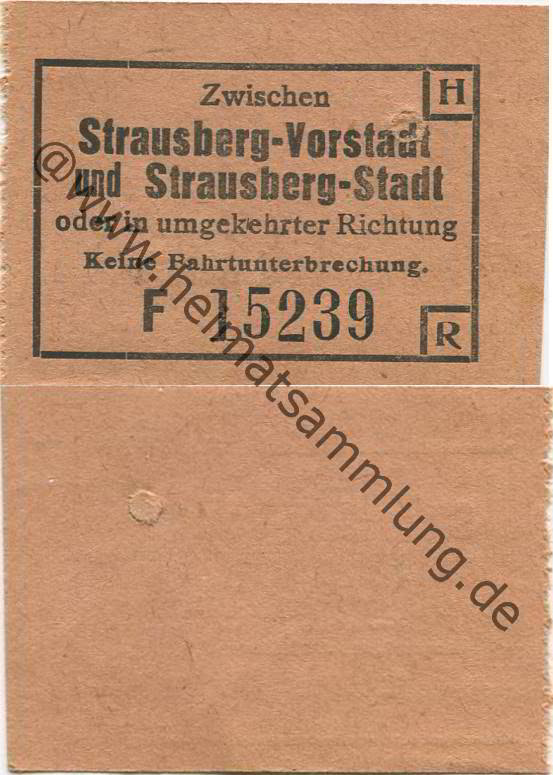 Zwischen
H
Strausberg-Vorstadt
und Strausberg-Stadt
oder in umgekehrter Richtung
Keine Fahrtunterbrechung.
F 15239
R
@www.heimatsammlung.de